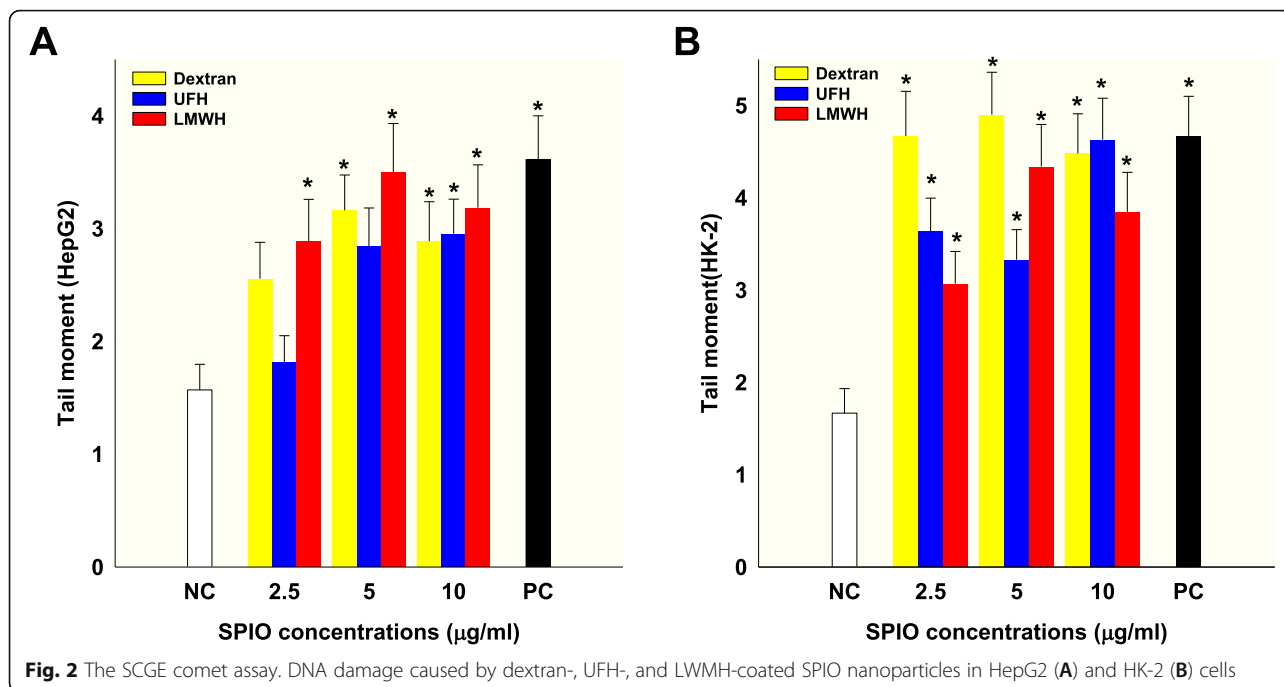 A
Dextran
UFH
LMWH
Tail moment (HepG2)
4
3
2
1
0
* * * * * * *
NC 2.5 5 10 PC
SPIO concentrations (µg/ml)
B
Dextran
UFH
LMWH
Tail moment(HK-2)
5
4
3
2
1
0
* * * * * * * * * *
NC 2.5 5 10 PC
SPIO concentrations (µg/ml)
Fig. 2 The SCGE comet assay. DNA damage caused by dextran-, UFH-, and LWMH-coated SPIO nanoparticles in HepG2 (A) and HK-2 (B) cells